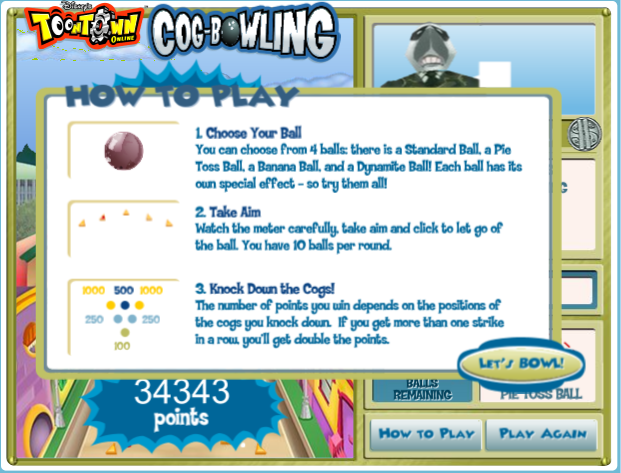 Disney's
TOONTOWN
ONLINE
COG-BOWLING
HOW TO PLAY
1. Choose Your Ball
You can choose from 4 balls: there is a Standard Ball, a Pie
Toss Ball, a Banana Ball, and a Dynamite Ball! Each ball has its
own special effect - so try them all!
2. Take Aim
Watch the meter carefully, take aim and click to let go of
the ball. You have 10 balls per round.
1000 500 1000
250 250
100
3. Knock Down the Cogs!
The number of points you win depends on the positions of
the cogs you knock down. If you get more than one strike
in a row, you'll get double the points.
LET'S BOWL!
34343
points
BALLS
REMAINING
PIE TOSS BALL
HOW TO PLAY
PLAY AGAIN